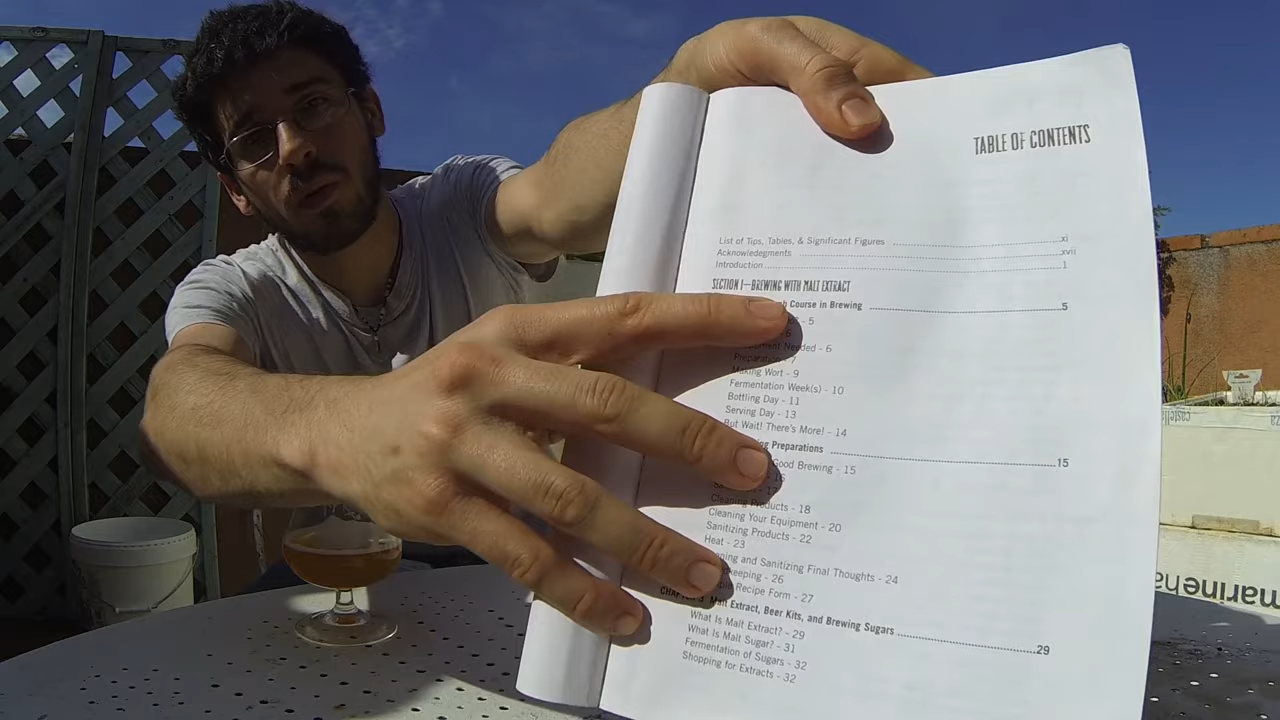 TABLE OF CONTENTS
List of Tips, Tables, & Significant Figures xi
Acknowledgments xvii
Introduction 1
SECTION I—BREWING WITH MALT EXTRACT
Course in Brewing 5
- 5
Needed - 6
Preparation - 7
Making Wort - 9
Fermentation Week(s) - 10
Bottling Day - 11
Serving Day - 13
But Wait! There's More! - 14
Preparations 15
Good Brewing - 15
Cleaning Products - 18
Cleaning Your Equipment - 20
Sanitizing Products - 22
Heat - 23
and Sanitizing Final Thoughts - 24
- 26
Recipe Form - 27
Malt Extract, Beer Kits, and Brewing Sugars 29
What Is Malt Extract? - 29
What Is Malt Sugar? - 31
Fermentation of Sugars - 32
Shopping for Extracts - 32
marine